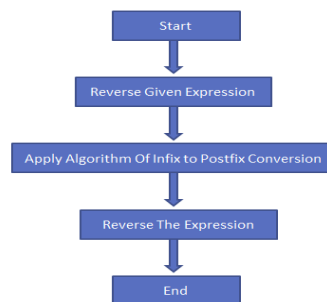 Start
Reverse Given Expression
Apply Algorithm Of Infix to Postfix Conversion
Reverse The Expression
End